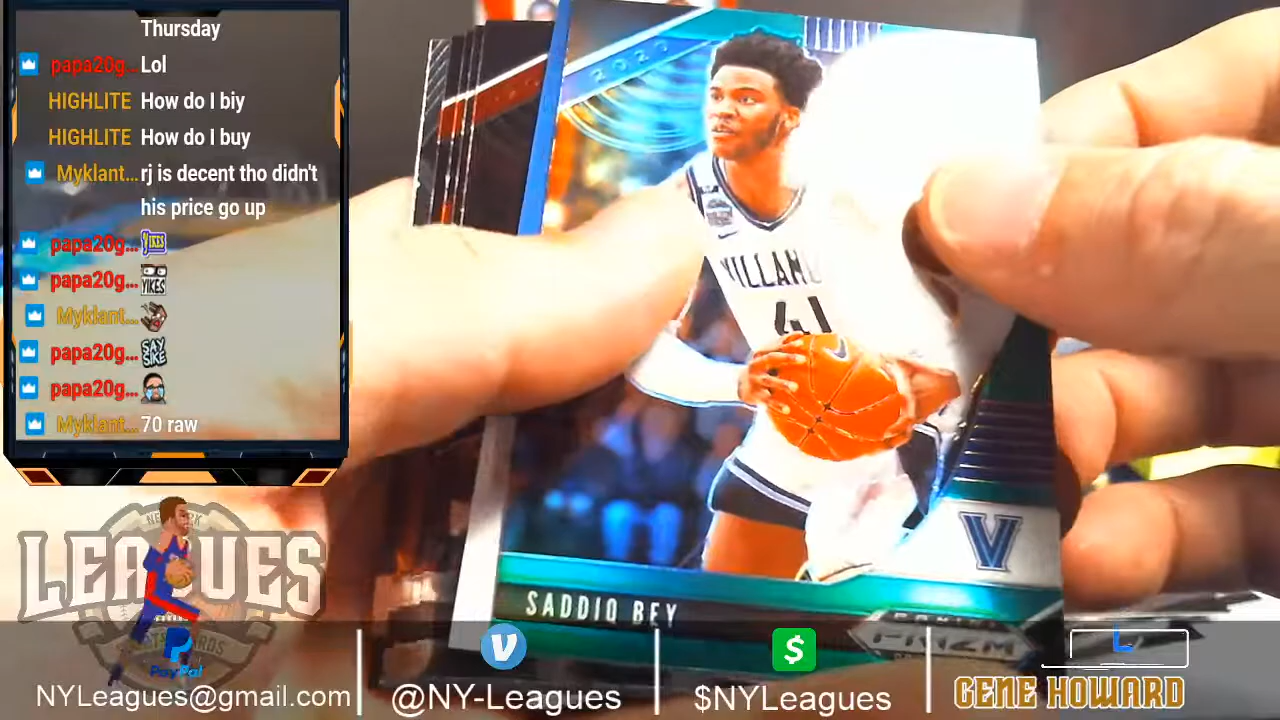 Thursday
papa20g... Lol
HIGHLITE How do I biy
HIGHLITE How do I buy
Myklant... rj is decent tho didn't
his price go up
papa20g... YIKES
papa20g... YIKES
Myklant...
papa20g... SAY SIKE
papa20g...
Myklant... 70 raw
2020
41
V
SADDIQ BEY
PRIZM
LEAGUES
PayPal
NYLeagues@gmail.com
V
@NY-Leagues
$
$NYLeagues
L
GENE HOWARD